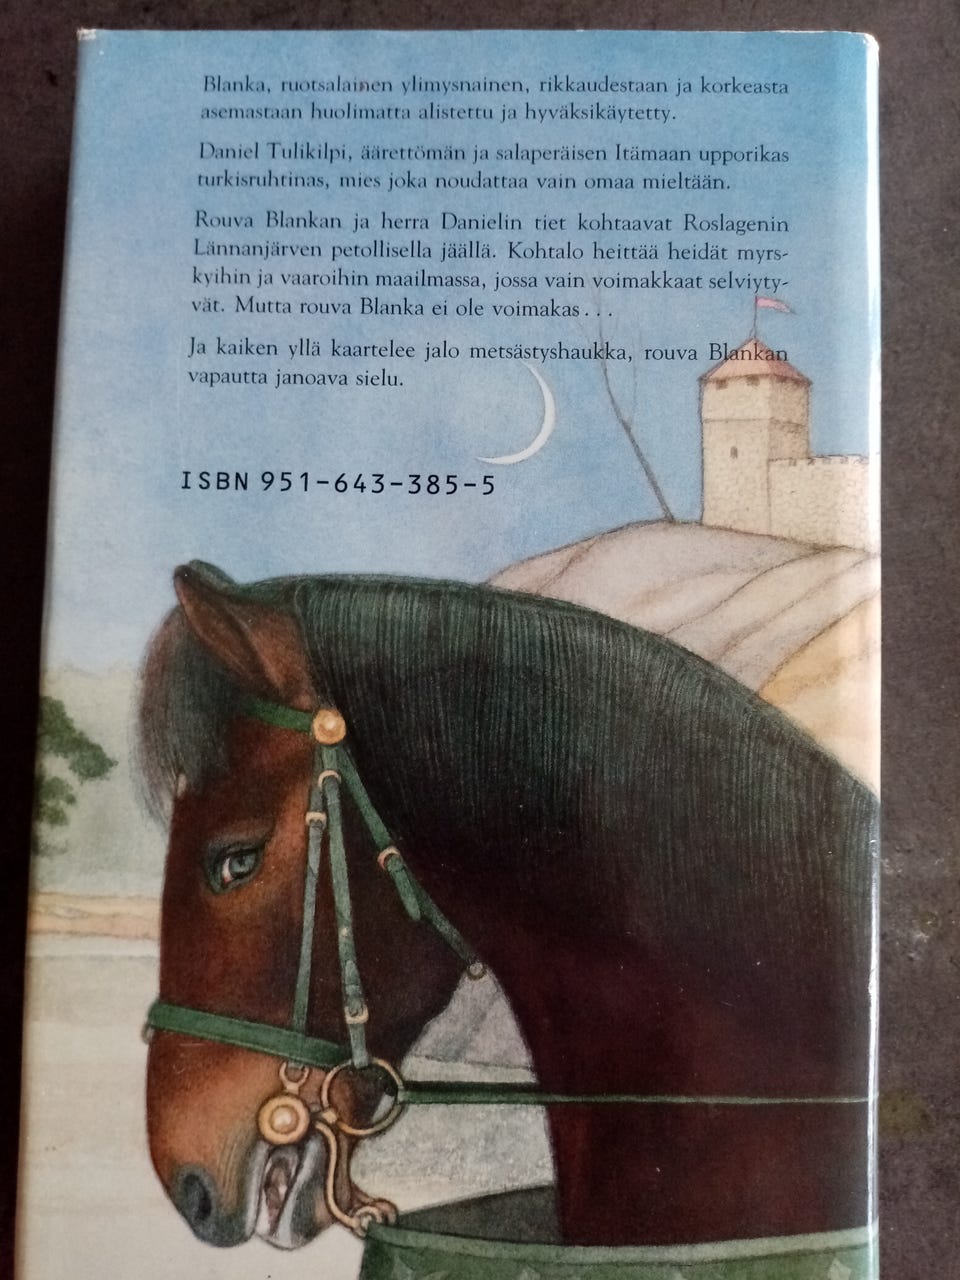 Blanka, ruotsalainen ylimysnainen, rikkaudestaan ja korkeasta
asemastaan huolimatta alistettu ja hyväksikäytetty.
Daniel Tulikilpi, äärettömän ja salaperäisen Itämaan upporikas
turkisruhtinas, mies joka noudattaa vain omaa mieltään.
Rouva Blankan ja herra Danielin tiet kohtaavat Roslagenin
Lännanjärven petollisella jäällä. Kohtalo heittää heidät myrs-
kyihin ja vaaroihin maailmassa, jossa vain voimakkaat selviyty-
vät. Mutta rouva Blanka ei ole voimakas . . .
Ja kaiken yllä kaartelee jalo metsästyshaukka, rouva Blankan
vapautta janoava sielu.
ISBN 951-643-385-5